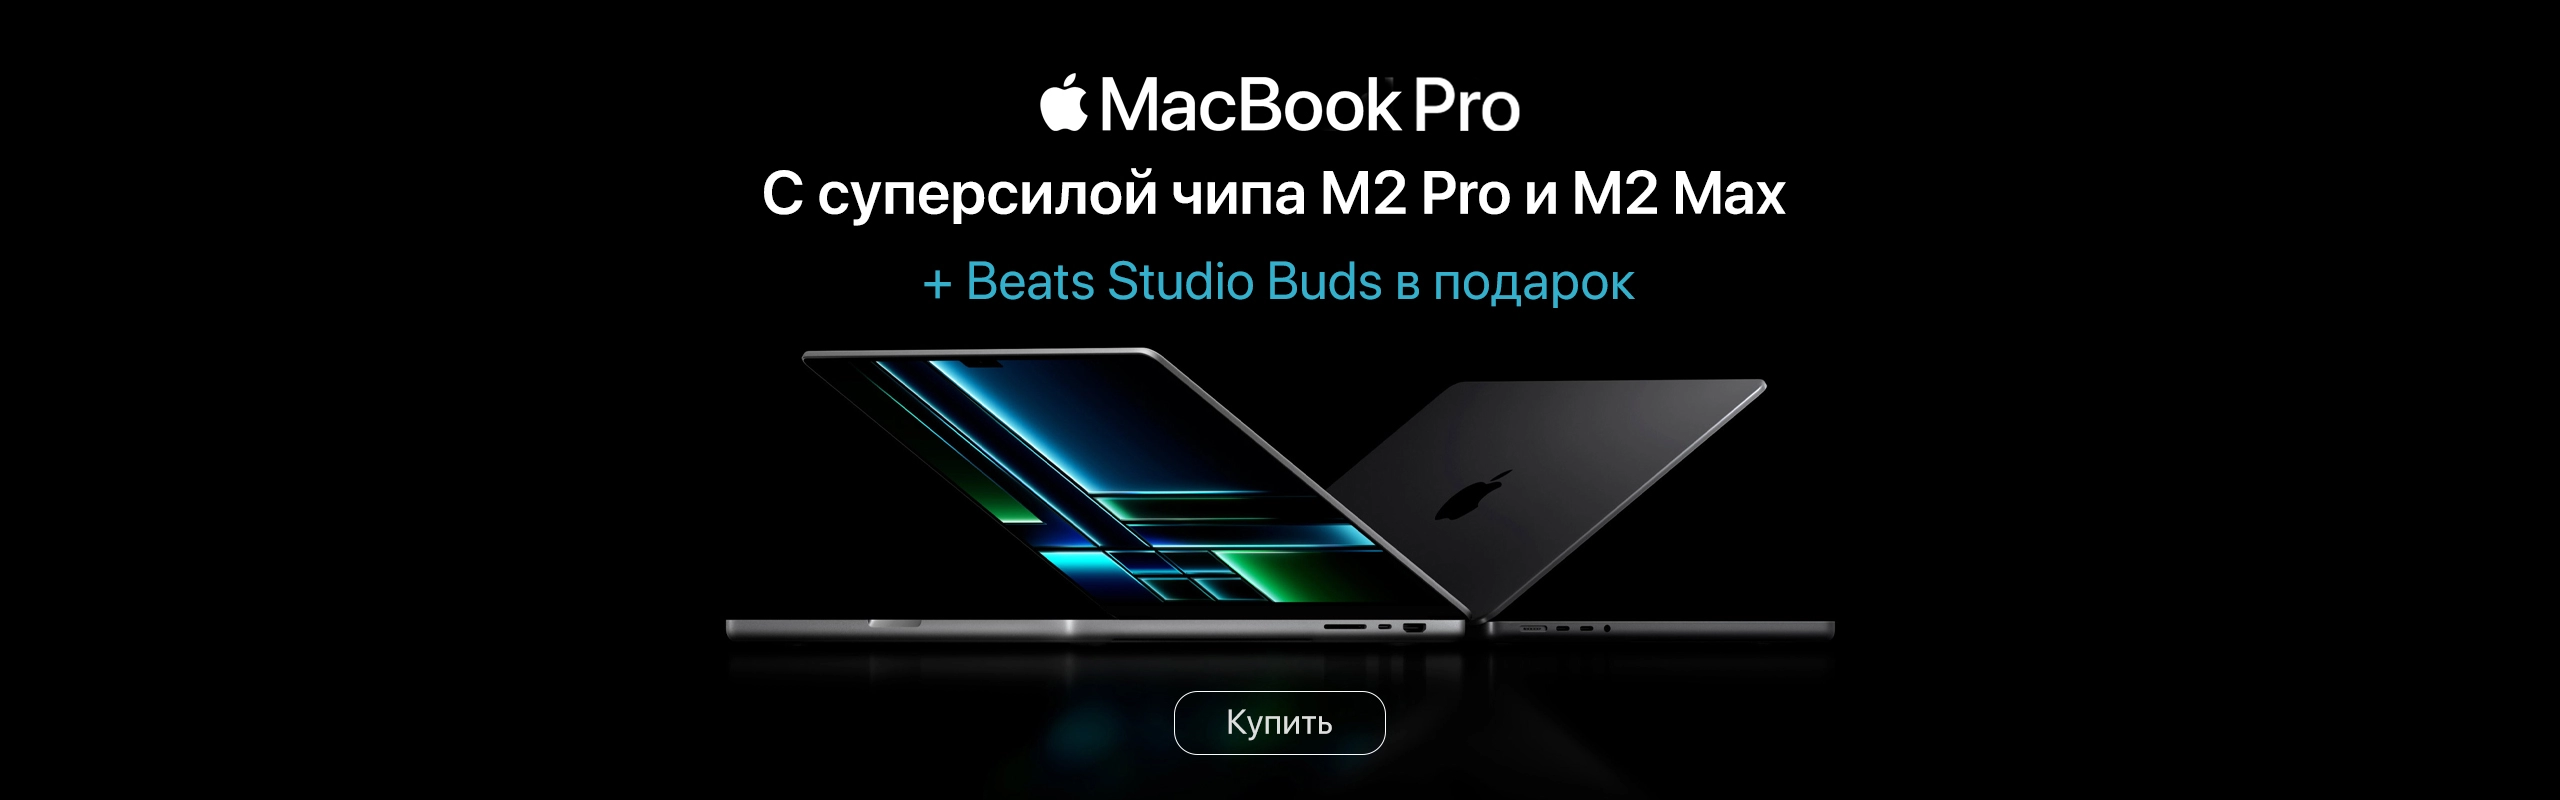 MacBook Pro
С суперсилой чипа M2 Pro и M2 Max
+ Beats Studio Buds в подарок
Купить